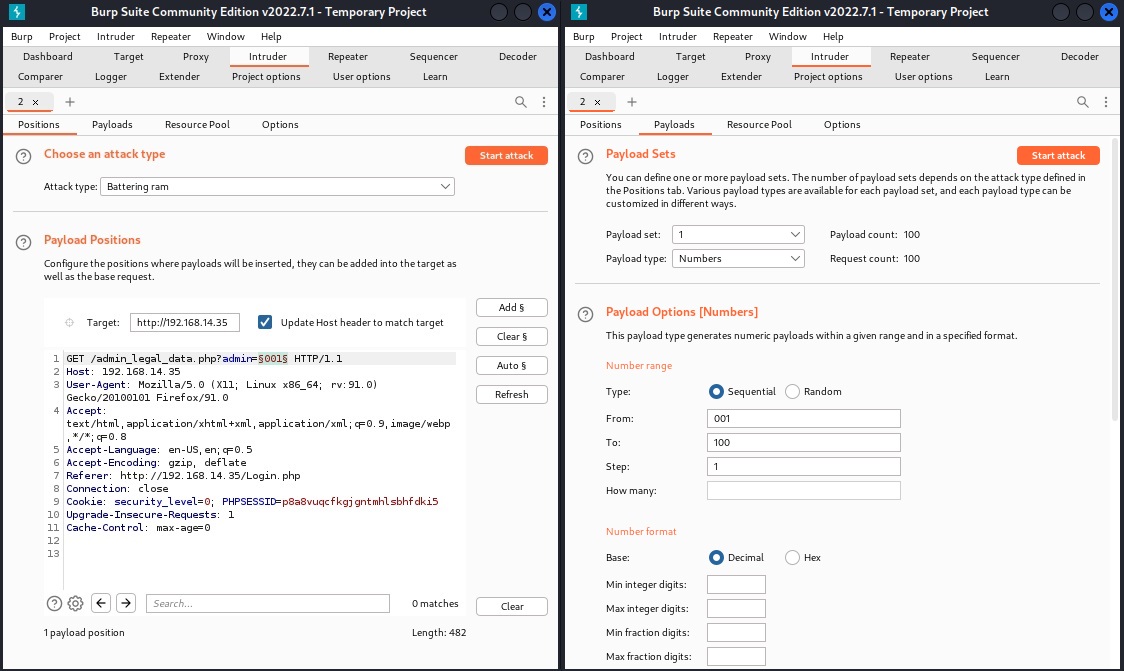 Burp Suite Community Edition v2022.7.1 - Temporary Project
Burp Project Intruder Repeater Window Help
Dashboard Target Proxy Intruder Repeater Sequencer Decoder
Comparer Logger Extender Project options User options Learn
2 × +
Positions Payloads Resource Pool Options
? Choose an attack type Start attack
Attack type: Battering ram
? Payload Positions
Configure the positions where payloads will be inserted, they can be added into the target as
well as the base request.
Target: http://192.168.14.35 Update Host header to match target
Add §
Clear §
Auto §
Refresh
1 GET /admin_legal_data.php?admin=§001§ HTTP/1.1
2 Host: 192.168.14.35
3 User-Agent: Mozilla/5.0 (X11; Linux x86_64; rv:91.0)
Gecko/20100101 Firefox/91.0
4 Accept:
text/html,application/xhtml+xml,application/xml;q=0.9,image/webp
,*/*;q=0.8
5 Accept-Language: en-US,en;q=0.5
6 Accept-Encoding: gzip, deflate
7 Referer: http://192.168.14.35/Login.php
8 Connection: close
9 Cookie: security_level=0; PHPSESSID=p8a8vuqcfkgjgntmhlsbhfdki5
10 Upgrade-Insecure-Requests: 1
11 Cache-Control: max-age=0
12
13
? Search... 0 matches Clear
1 payload position Length: 482
Burp Suite Community Edition v2022.7.1 - Temporary Project
Burp Project Intruder Repeater Window Help
Dashboard Target Proxy Intruder Repeater Sequencer Decoder
Comparer Logger Extender Project options User options Learn
2 × +
Positions Payloads Resource Pool Options
? Payload Sets Start attack
You can define one or more payload sets. The number of payload sets depends on the attack type defined in
the Positions tab. Various payload types are available for each payload set, and each payload type can be
customized in different ways.
Payload set: 1 Payload count: 100
Payload type: Numbers Request count: 100
? Payload Options [Numbers]
This payload type generates numeric payloads within a given range and in a specified format.
Number range
Type: Sequential Random
From: 001
To: 100
Step: 1
How many:
Number format
Base: Decimal Hex
Min integer digits:
Max integer digits:
Min fraction digits:
Max fraction digits: